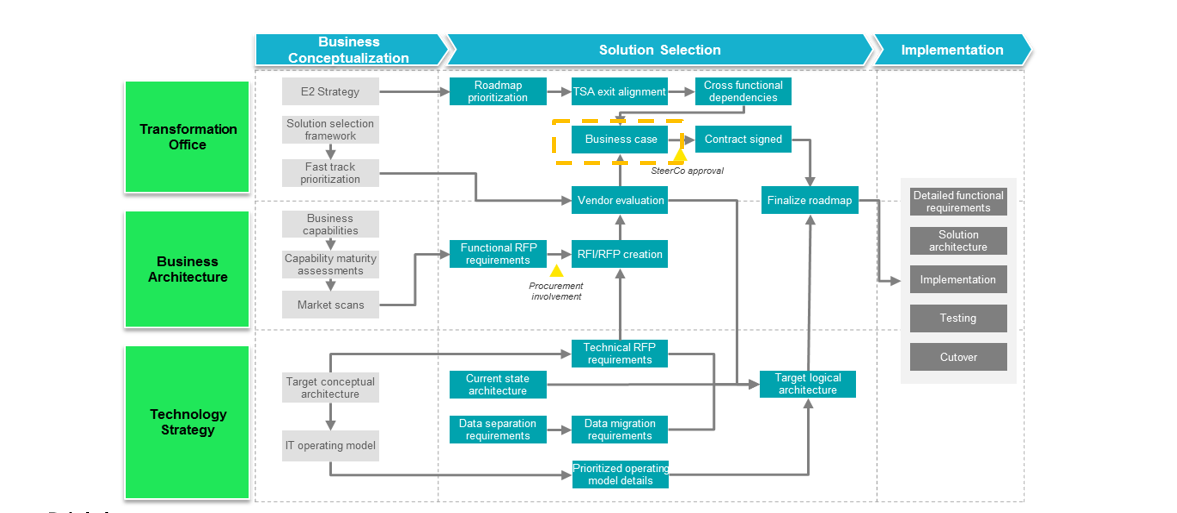 Business
Conceptualization
Solution Selection
Implementation
Transformation
Office
E2 Strategy
Roadmap
prioritization
TSA exit alignment
Cross functional
dependencies
Solution selection
framework
Business case
Contract signed
SteerCo approval
Fast track
prioritization
Vendor evaluation
Finalize roadmap
Business
Architecture
Business
capabilities
Capability maturity
assessments
Market scans
Functional RFP
requirements
RFI/RFP creation
Procurement
involvement
Technology
Strategy
Target conceptual
architecture
IT operating model
Technical RFP
requirements
Current state
architecture
Target logical
architecture
Data separation
requirements
Data migration
requirements
Prioritized operating
model details
Detailed functional
requirements
Solution
architecture
Implementation
Testing
Cutover